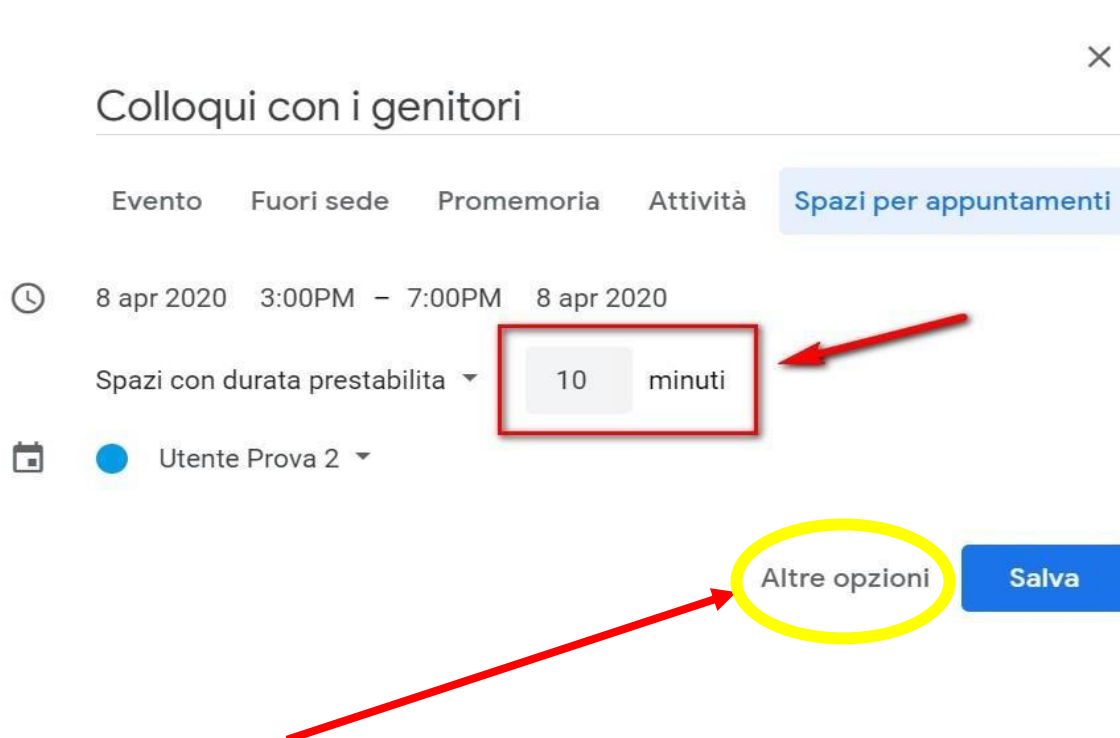 Colloqui con i genitori
Evento Fuori sede Promemoria Attività Spazi per appuntamenti
8 apr 2020 3:00PM – 7:00PM 8 apr 2020
Spazi con durata prestabilita 10 minuti
Utente Prova 2
Altre opzioni Salva